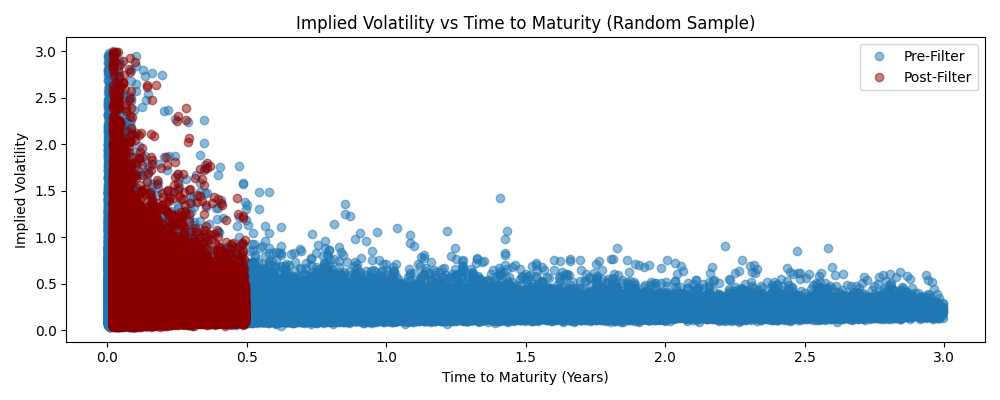 Implied Volatility vs Time to Maturity (Random Sample)
Pre-Filter
Post-Filter
Implied Volatility
3.0
2.5
2.0
1.5
1.0
0.5
0.0
0.0 0.5 1.0 1.5 2.0 2.5 3.0
Time to Maturity (Years)